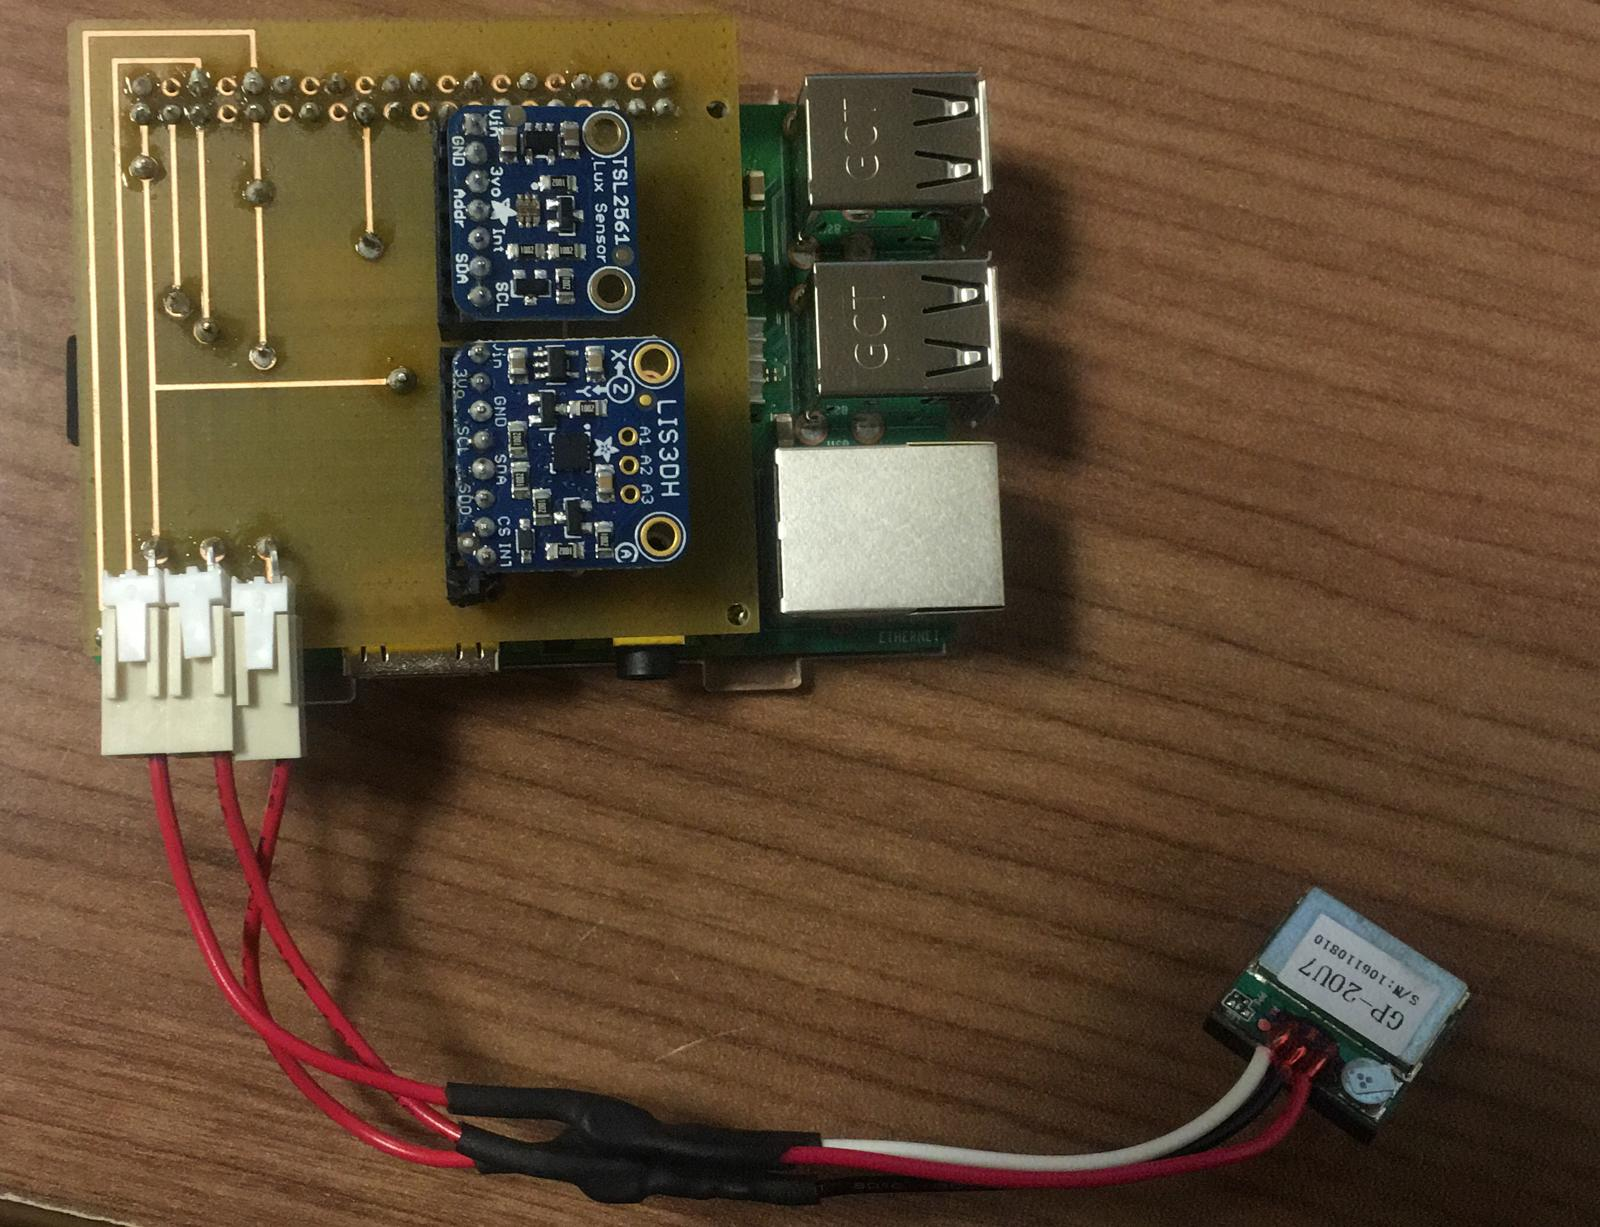 GCT
GCT
ETHERNET
TSL2561
Lux Sensor
Vin
GND
3vo
Addr
Int
SDA
SCL
LIS3DH
X
Z
Y
A1 A2 A3
Vin
3Vo
GND
SCL
SDA
SDO
CS
GP-20U7
S/N:106110810